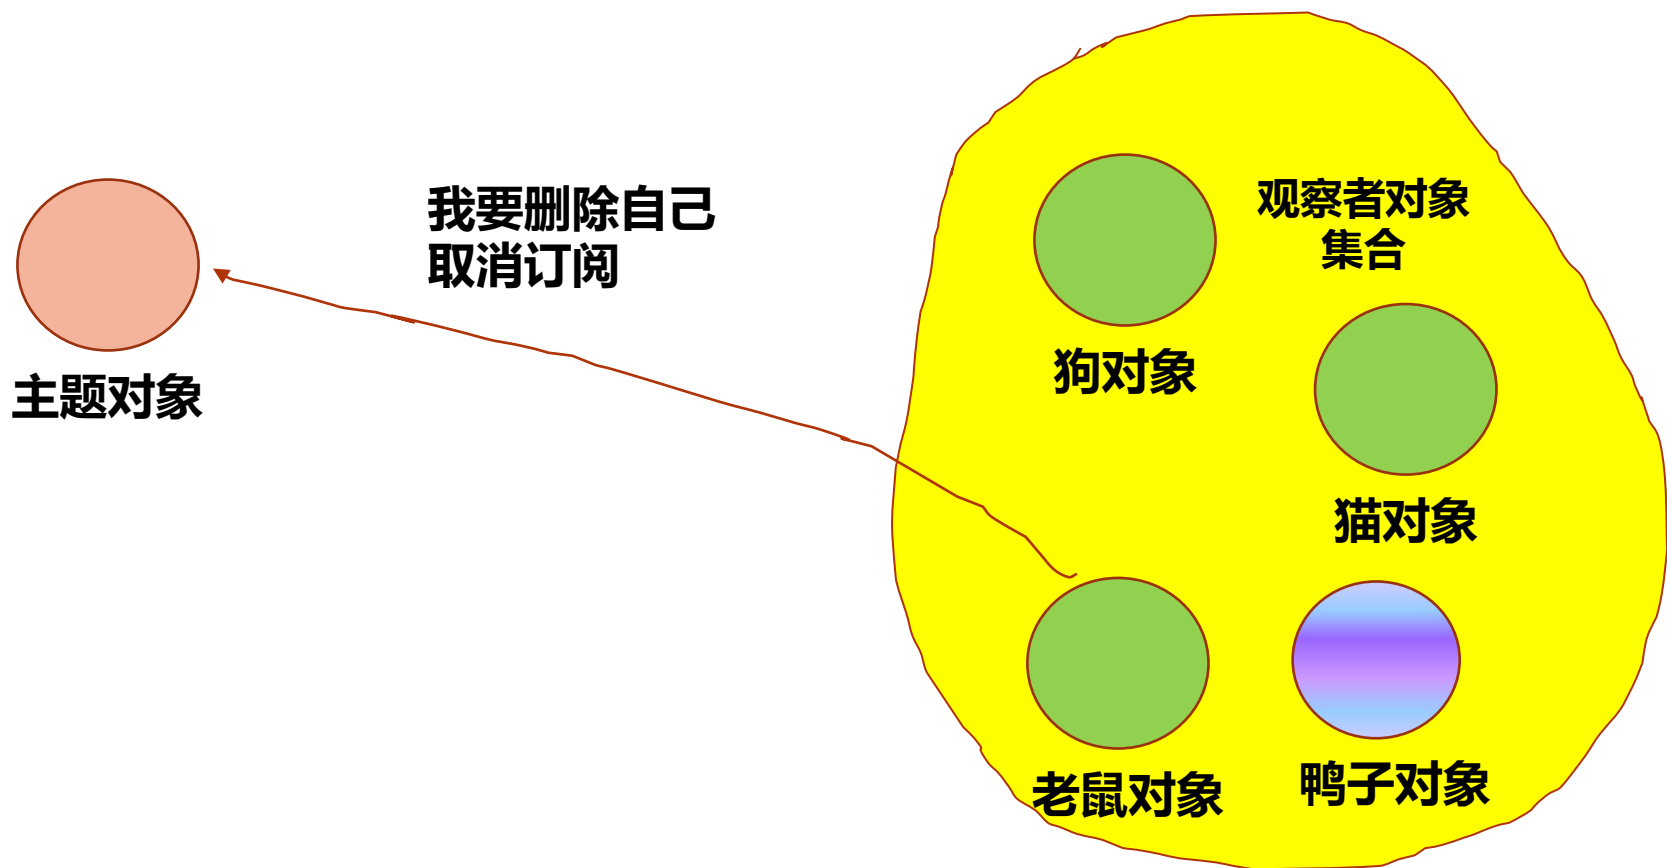 我要删除自己
取消订阅
主题对象
观察者对象
集合
狗对象
猫对象
老鼠对象
鸭子对象